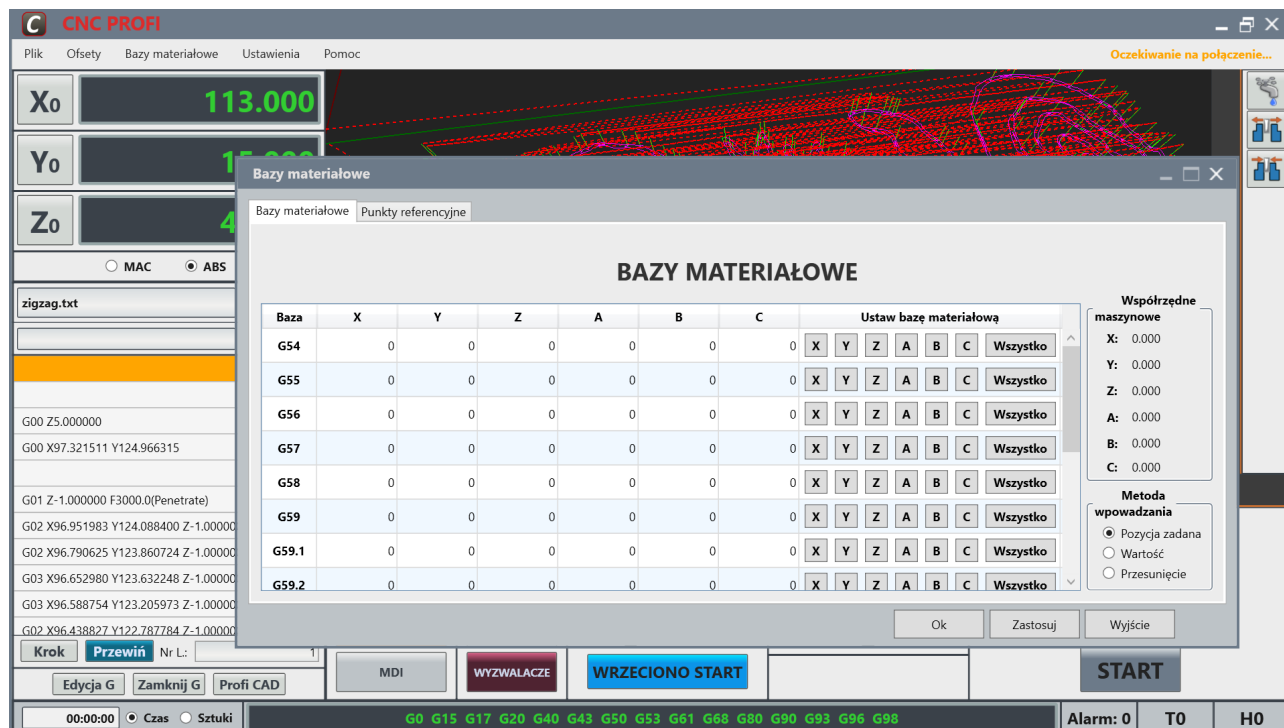 CNC PROFI
Plik Ofsety Bazy materiałowe Ustawienia Pomoc Oczekiwanie na połączenie...
X0 113.000
Y0
Z0
MAC ABS
zigzag.txt
G00 Z5.000000
G00 X97.321511 Y124.966315
G01 Z-1.000000 F3000.0(Penetrate)
G02 X96.951983 Y124.088400 Z-1.00000
G02 X96.790625 Y123.860724 Z-1.00000
G03 X96.652980 Y123.632248 Z-1.00000
G03 X96.588754 Y123.205973 Z-1.00000
G02 X96.438827 Y122.787784 Z-1.00000
Krok Przewiń Nr L.: 1
Edycja G Zamknij G Profi CAD
Bazy materiałowe
Bazy materiałowe Punkty referencyjne
BAZY MATERIAŁOWE
Baza X Y Z A B C Ustaw bazę materiałową
G54 0 0 0 0 0 0 X Y Z A B C Wszystko
G55 0 0 0 0 0 0 X Y Z A B C Wszystko
G56 0 0 0 0 0 0 X Y Z A B C Wszystko
G57 0 0 0 0 0 0 X Y Z A B C Wszystko
G58 0 0 0 0 0 0 X Y Z A B C Wszystko
G59 0 0 0 0 0 0 X Y Z A B C Wszystko
G59.1 0 0 0 0 0 0 X Y Z A B C Wszystko
G59.2 0 0 0 0 0 0 X Y Z A B C Wszystko
Współrzędne
maszynowe
X: 0.000
Y: 0.000
Z: 0.000
A: 0.000
B: 0.000
C: 0.000
Metoda
wpowadzania
Pozycja zadana
Wartość
Przesunięcie
Ok Zastosuj Wyjście
MDI WYZWALACZE WRZECIONO START START
00:00:00 Czas Sztuki G0 G15 G17 G20 G40 G43 G50 G53 G61 G68 G80 G90 G93 G96 G98 Alarm: 0 T0 H0